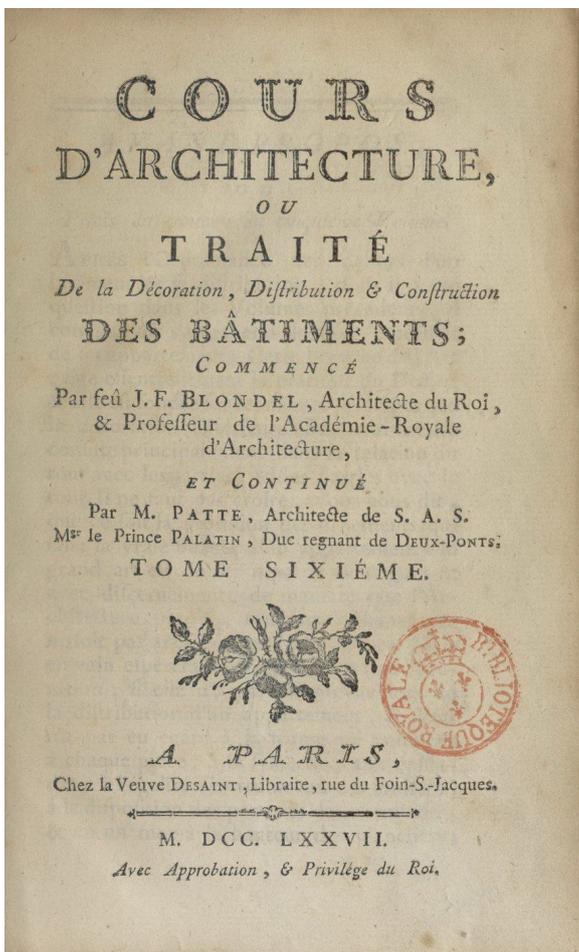 COURS
D'ARCHITECTURE,
OU
TRAITÉ
De la Décoration, Diſtribution & Conſtruction
DES BÂTIMENTS;
COMMENCÉ
Par feû J. F. BLONDEL, Architecte du Roi,
& Profeſſeur de l'Académie-Royale
d'Architecture,
ET CONTINUÉ
Par M. PATTE, Architecte de S. A. S.
Mgr le Prince PALATIN, Duc regnant de DEUX-PONTS.
TOME SIXIÉME.
BIBLIOTEQUE ROYALE
A PARIS,
Chez la Veuve DESAINT, Libraire, rue du Foin-S.-Jacques.
M. DCC. LXXVII.
Avec Approbation, & Privilége du Roi.